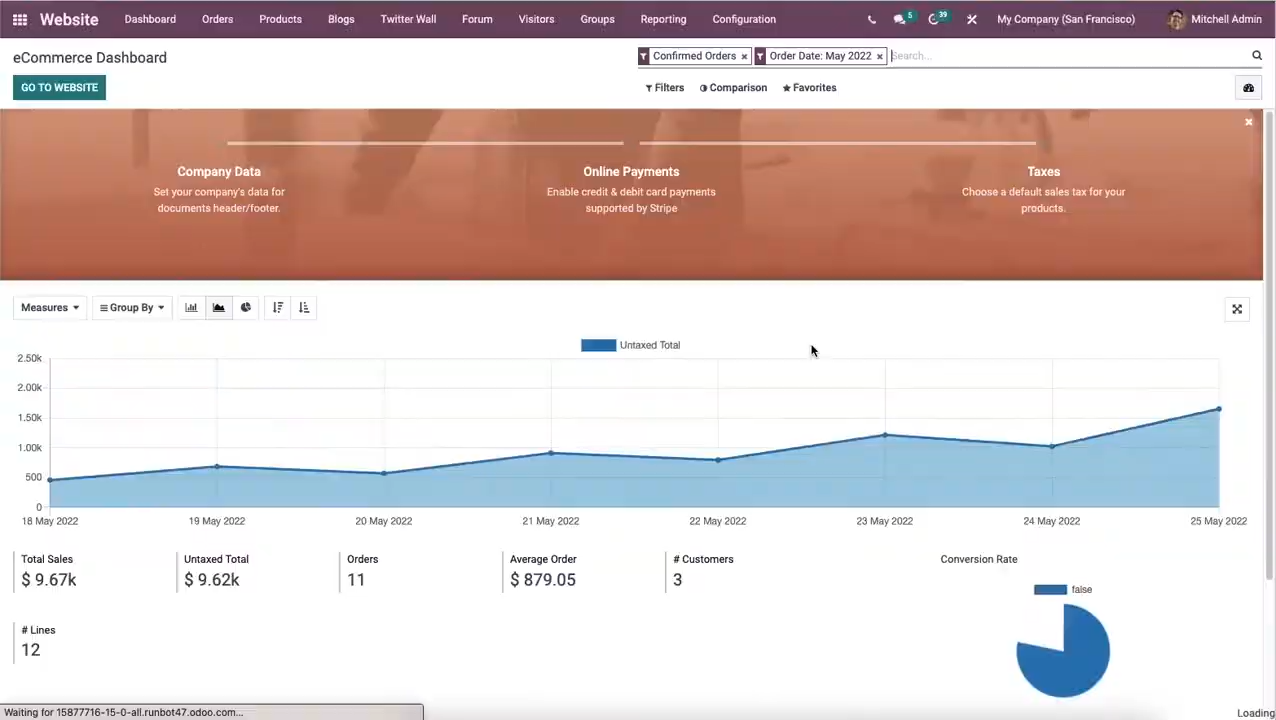 Website Dashboard Orders Products Blogs Twitter Wall Forum Visitors Groups Reporting Configuration 5 39 My Company (San Francisco) Mitchell Admin
eCommerce Dashboard
Confirmed Orders × Order Date: May 2022 × Search...
GO TO WEBSITE
Filters Comparison Favorites
Company Data
Set your company's data for
documents header/footer.
Online Payments
Enable credit & debit card payments
supported by Stripe
Taxes
Choose a default sales tax for your
products.
Measures Group By
Untaxed Total
2.50k
2.00k
1.50k
1.00k
500
0
18 May 2022 19 May 2022 20 May 2022 21 May 2022 22 May 2022 23 May 2022 24 May 2022 25 May 2022
Total Sales
$ 9.67k
Untaxed Total
$ 9.62k
Orders
11
Average Order
$ 879.05
# Customers
3
Conversion Rate
false
# Lines
12
Waiting for 15877716-15-0-all.runbot47.odoo.com...
Loading